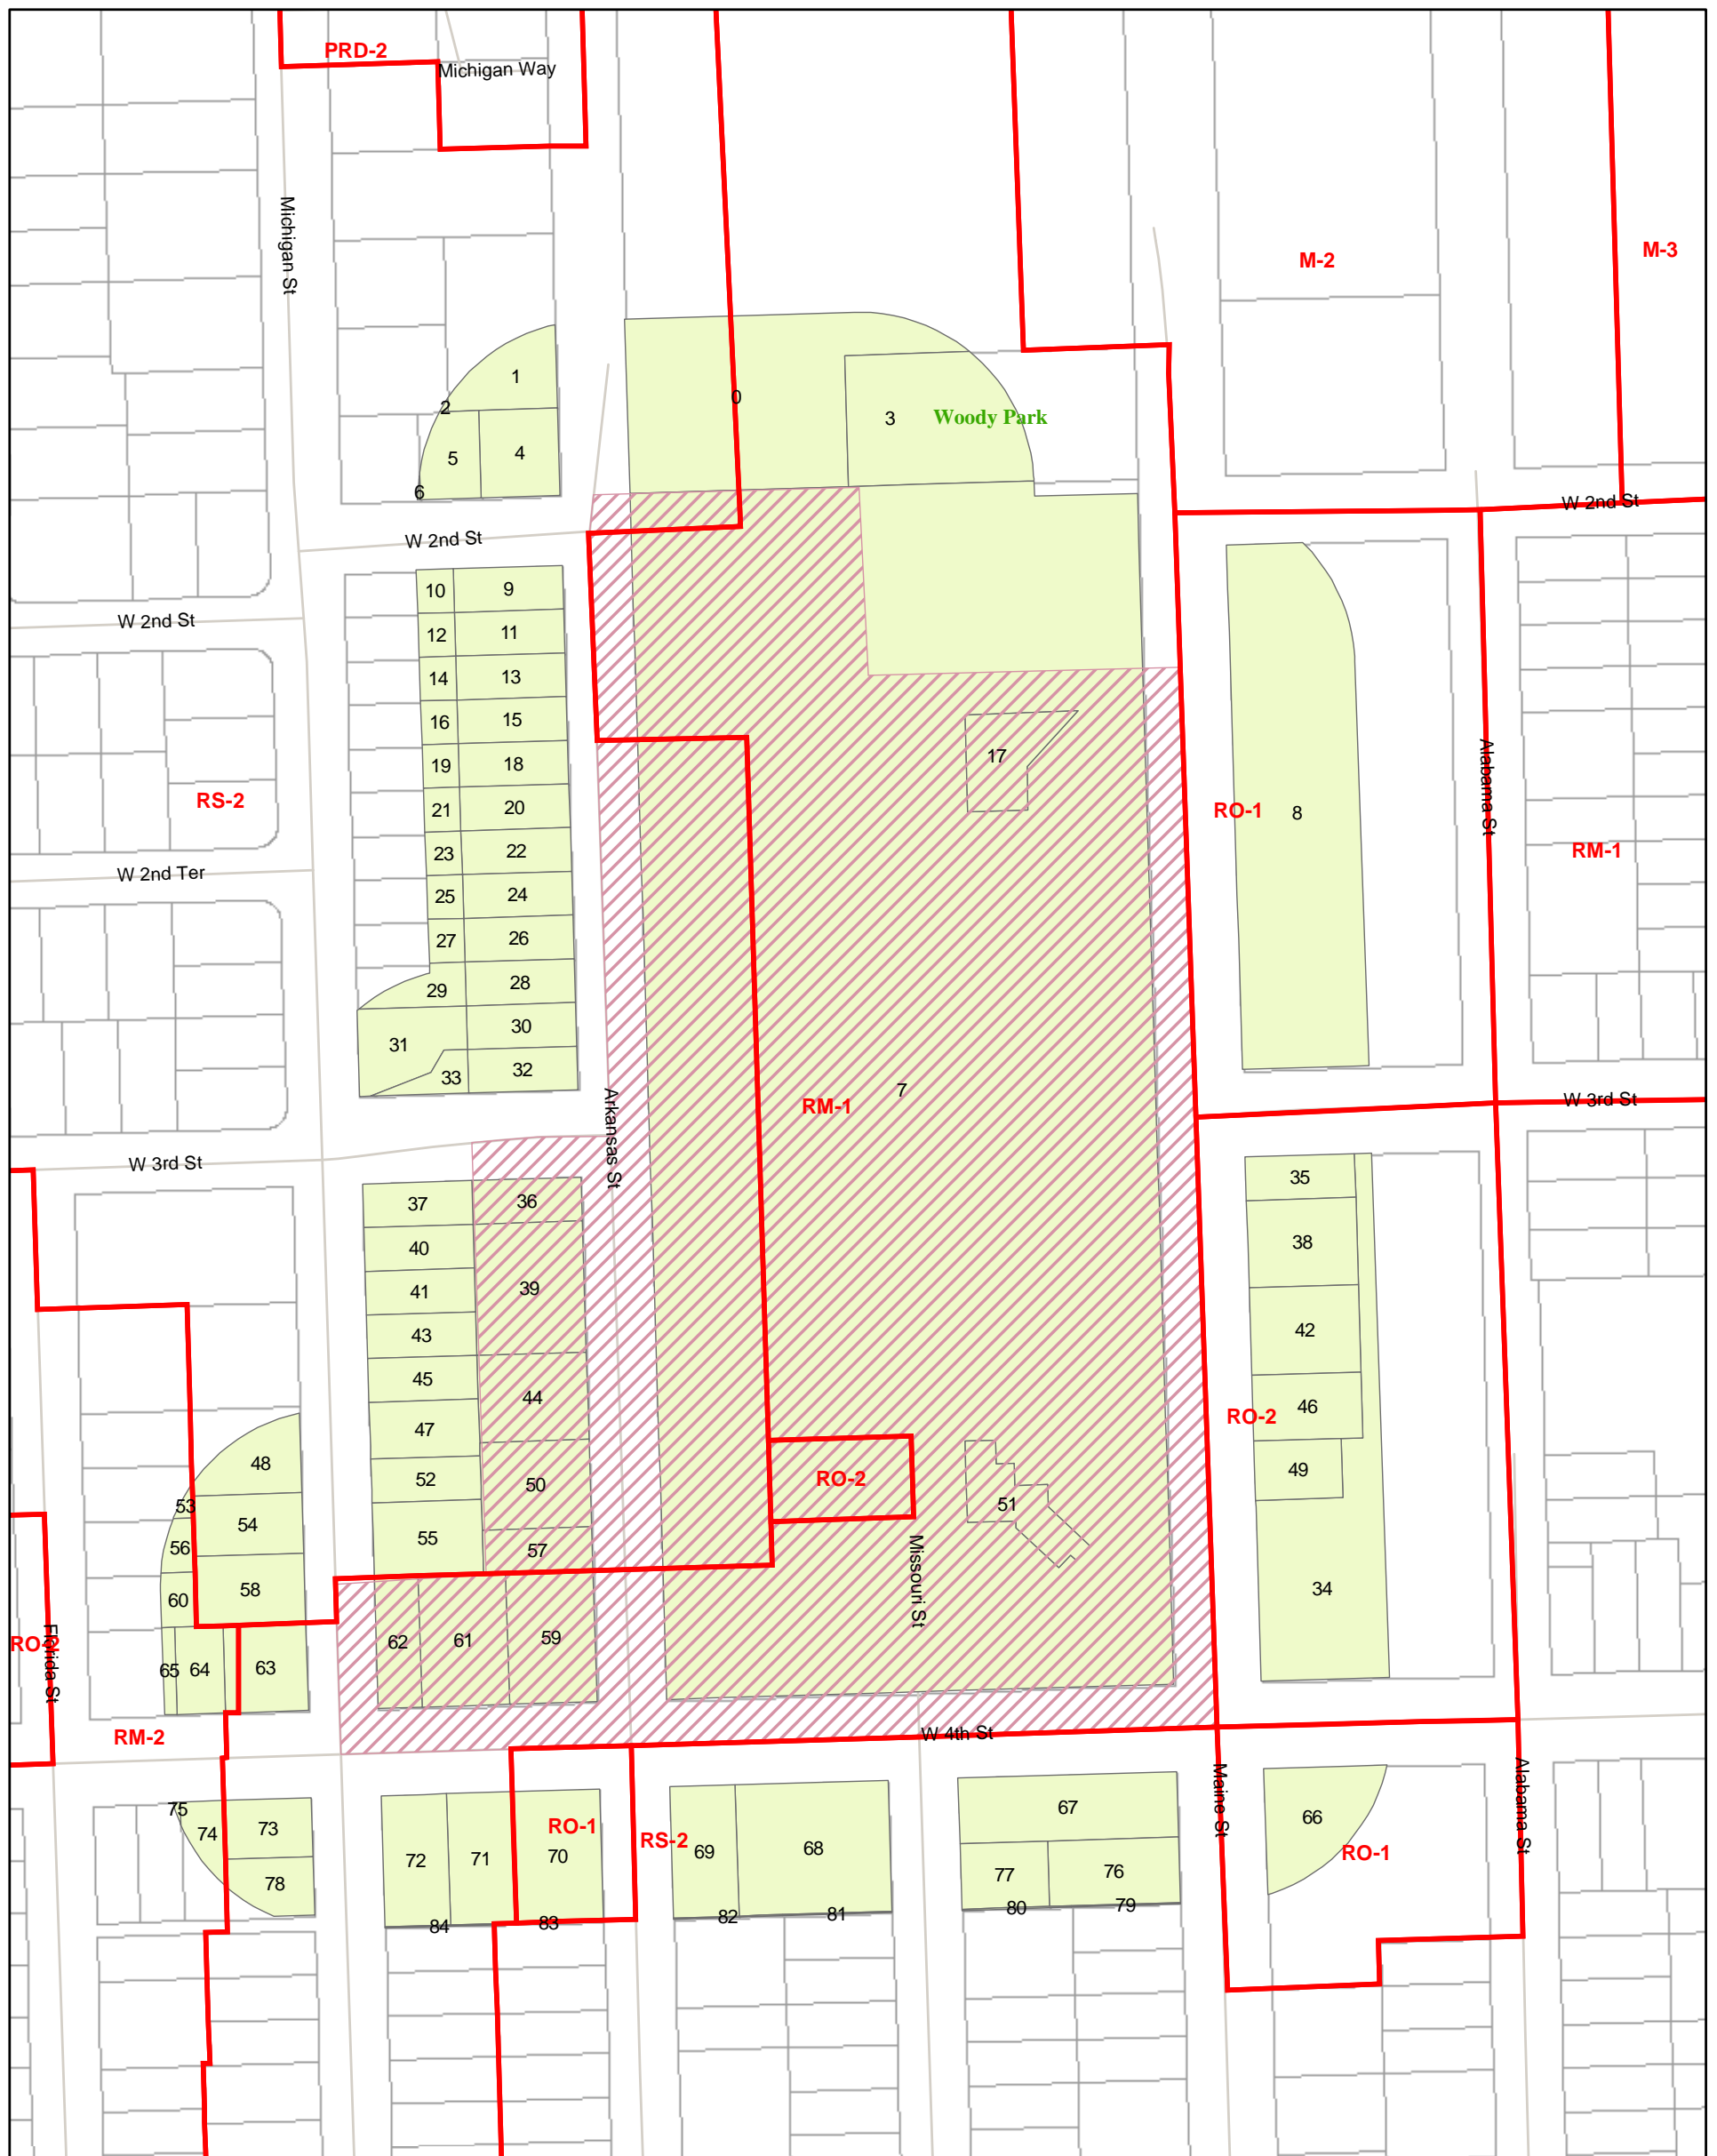 PRD-2
Michigan Way
Michigan St
M-3
M-2
1
0
2
3
Woody Park
4
5
6
W 2nd St
W 2nd St
10
9
W 2nd St
12
11
14
13
16
15
17
19
18
RS-2
21
20
RO-1
8
Alabama St
23
22
RM-1
W 2nd Ter
25
24
27
26
29
28
30
31
32
33
7
Arkansas St
RM-1
W 3rd St
W 3rd St
35
37
36
40
38
39
41
43
42
45
44
46
RO-2
47
48
49
52
50
RO-2
53
51
54
55
56
57
Missouri St
58
34
60
62
61
59
RO-2
Florida St
65
64
63
RM-2
W 4th St
Maine St
Alabama St
75
67
74
73
RO-1
70
RS-2
66
72
71
69
68
RO-1
77
76
78
84
83
82
81
80
79